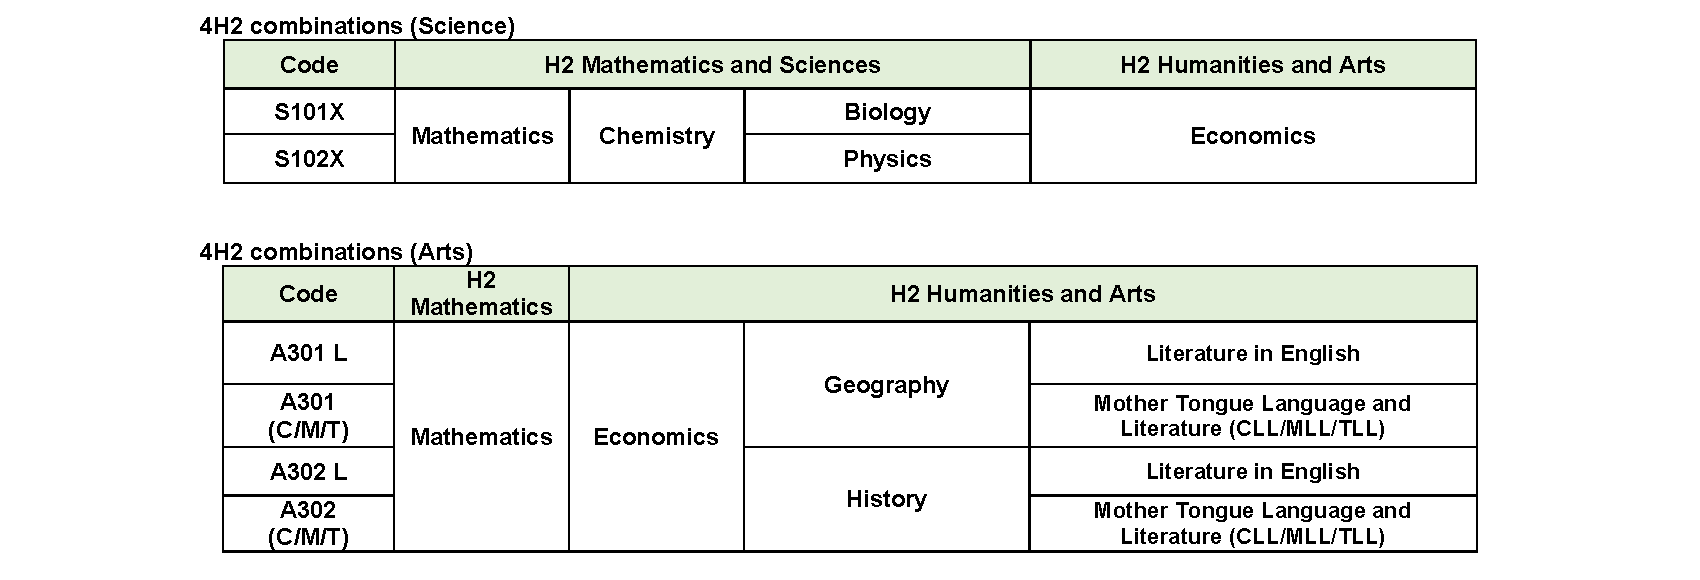 4H2 combinations (Science)
Code
H2 Mathematics and Sciences
H2 Humanities and Arts
S101X
Mathematics
Chemistry
Biology
Economics
S102X
Physics
4H2 combinations (Arts)
Code
H2
Mathematics
H2 Humanities and Arts
A301 L
Mathematics
Economics
Geography
Literature in English
A301
(C/M/T)
Mother Tongue Language and
Literature (CLL/MLL/TLL)
A302 L
History
Literature in English
A302
(C/M/T)
Mother Tongue Language and
Literature (CLL/MLL/TLL)